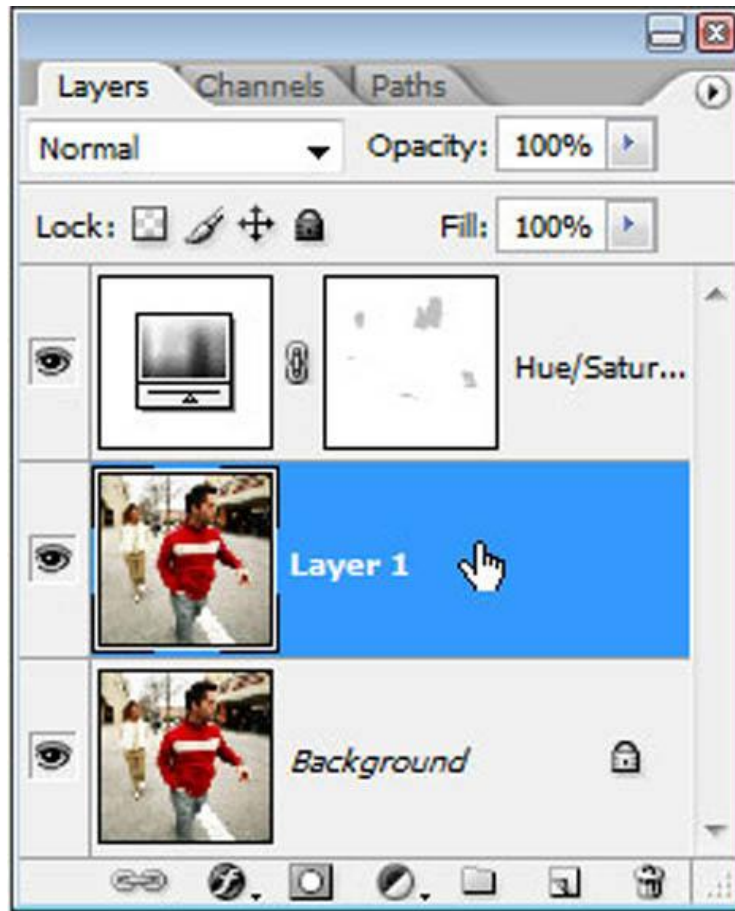 Layers Channels Paths
Normal Opacity: 100%
Lock: Fill: 100%
Hue/Satur...
Layer 1
Background